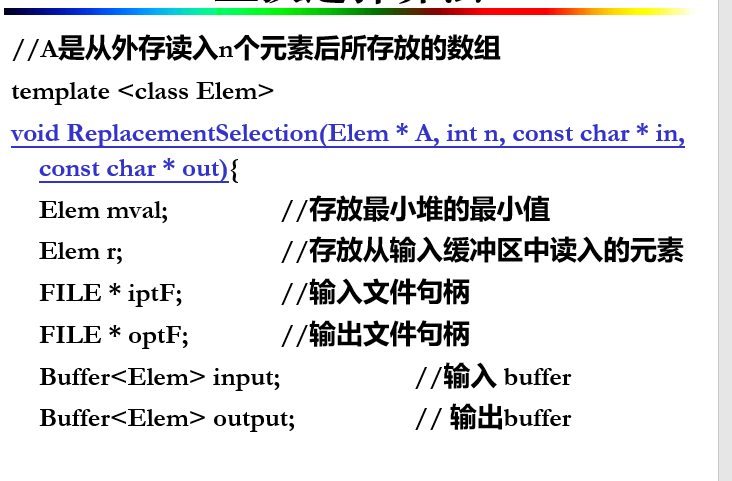 //A是从外存读入n个元素后所存放的数组
template <class Elem>
void ReplacementSelection(Elem * A, int n, const char * in,
const char * out){
Elem mval; //存放最小堆的最小值
Elem r; //存放从输入缓冲区中读入的元素
FILE * iptF; //输入文件句柄
FILE * optF; //输出文件句柄
Buffer<Elem> input; //输入 buffer
Buffer<Elem> output; // 输出buffer